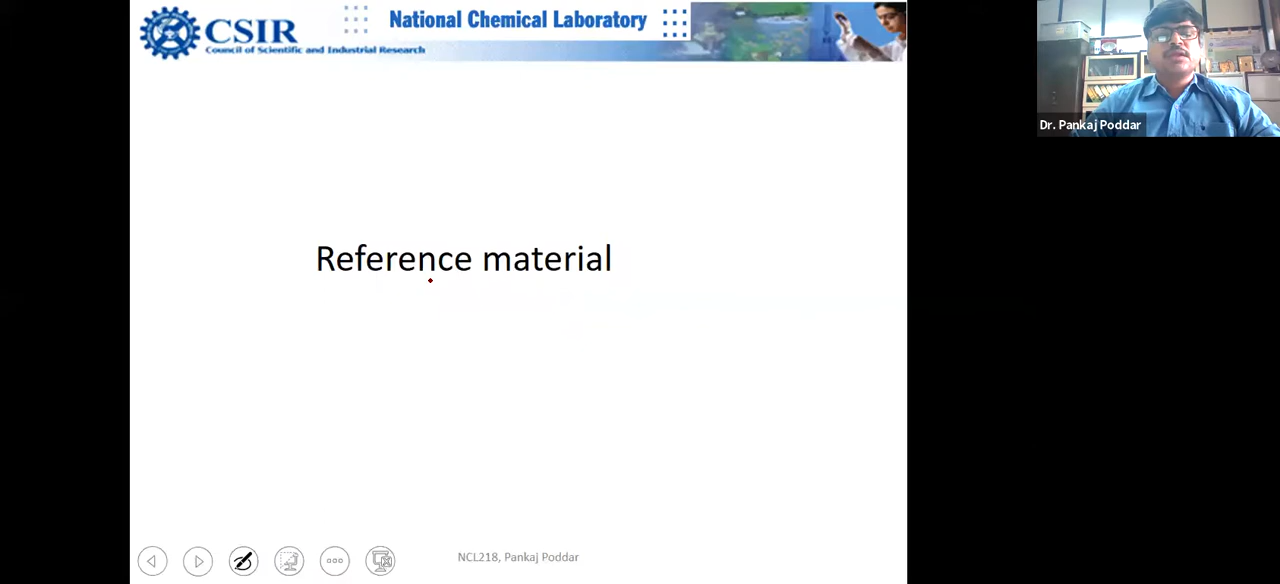 CSIR
Council of Scientific and Industrial Research
National Chemical Laboratory
Dr. Pankaj Poddar
Reference material
NCL218, Pankaj Poddar